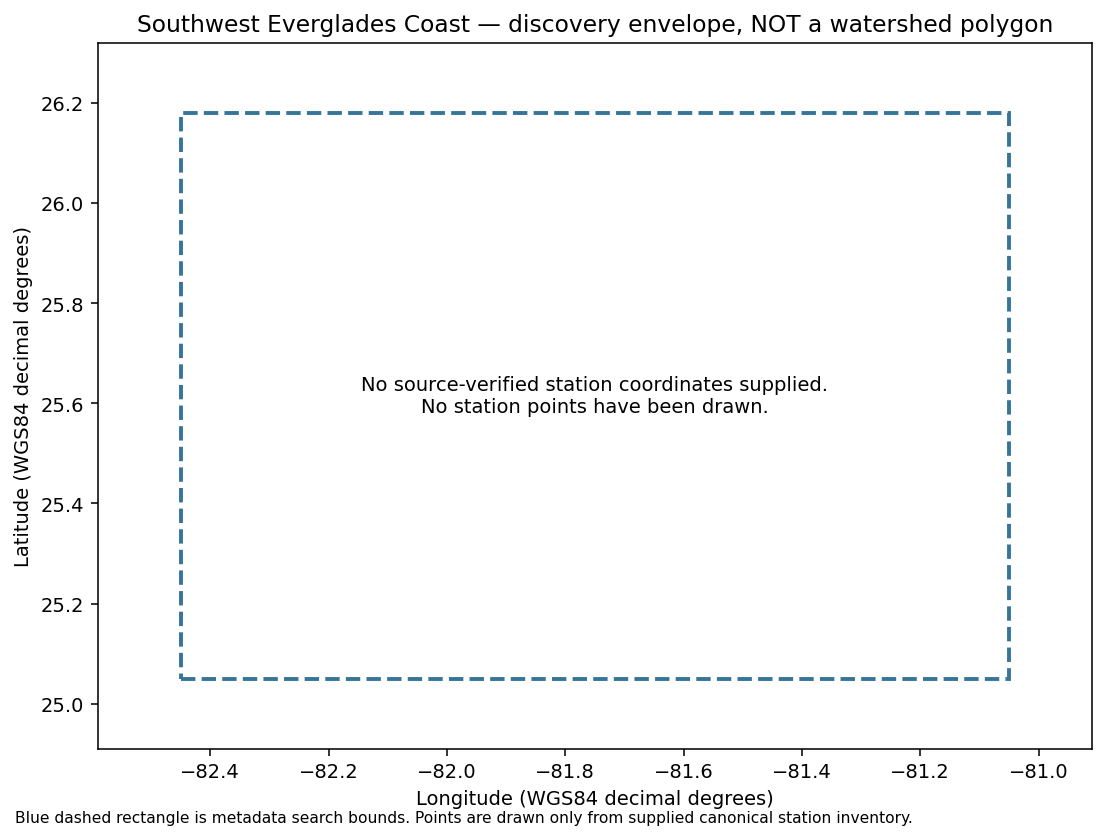 Southwest Everglades Coast — discovery envelope, NOT a watershed polygon
Latitude (WGS84 decimal degrees)
26.2
26.0
25.8
25.6
25.4
25.2
25.0
No source-verified station coordinates supplied.
No station points have been drawn.
−82.4
−82.2
−82.0
−81.8
−81.6
−81.4
−81.2
−81.0
Longitude (WGS84 decimal degrees)
Blue dashed rectangle is metadata search bounds. Points are drawn only from supplied canonical station inventory.